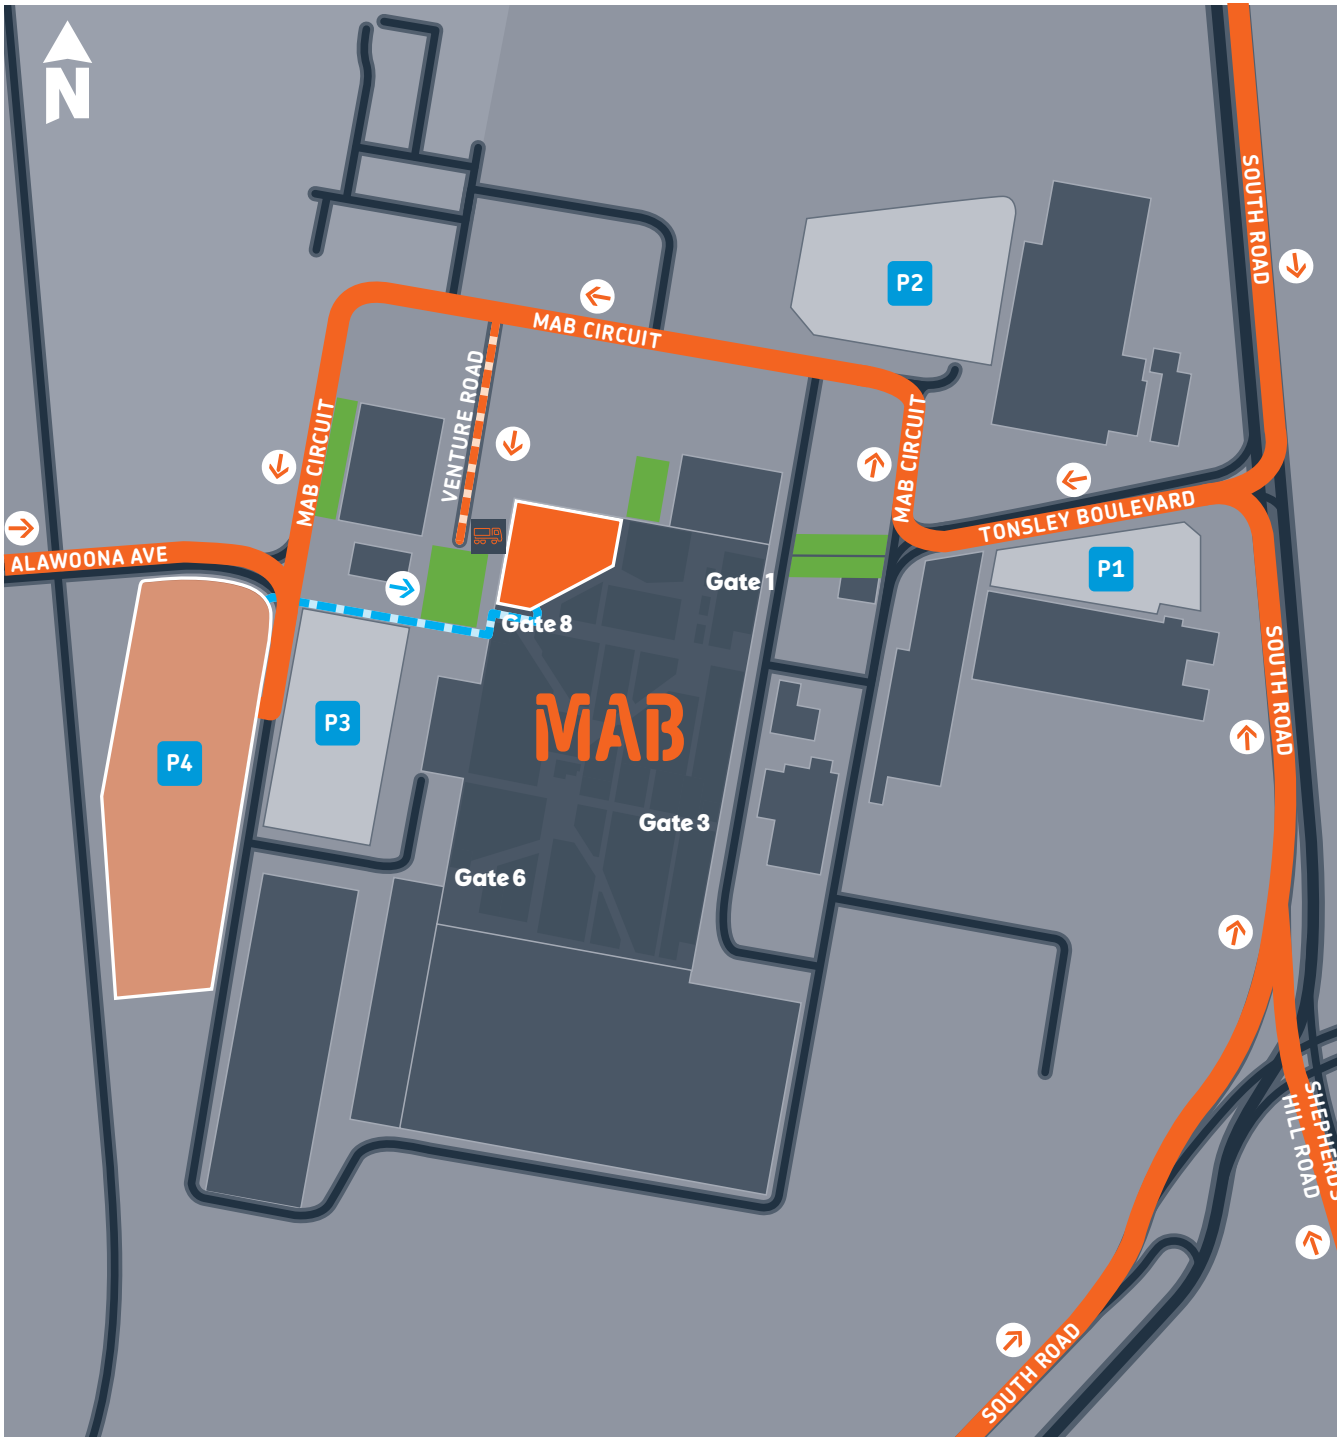 N
SOUTH ROAD
P2
MAB CIRCUIT
VENTURE ROAD
MAB CIRCUIT
MAB CIRCUIT
TONSLEY BOULEVARD
ALAWOONA AVE
P1
Gate 1
Gate 8
SOUTH ROAD
MAB
P3
P4
Gate 3
Gate 6
SHEPHERDS
HILL ROAD
SOUTH ROAD